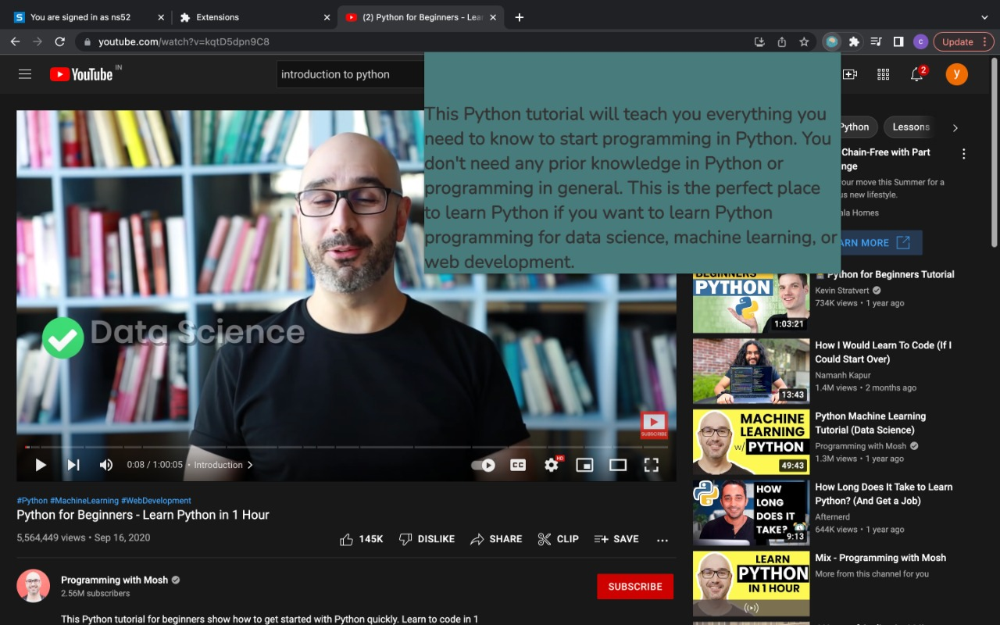 You are signed in as ns52
Extensions
(2) Python for Beginners - Lea
youtube.com/watch?v=kqtD5dpn9C8
C
Update
YouTube IN
introduction to python
2
y
This Python tutorial will teach you everything you
need to know to start programming in Python. You
don't need any prior knowledge in Python or
programming in general. This is the perfect place
to learn Python if you want to learn Python
programming for data science, machine learning, or
web development.
Python
Lessons
Chain-Free with Part
your move this Summer for a
new lifestyle.
Homes
MORE
Data Science
SUBSCRIBE
0:08 / 1:00:05 • Introduction
CC
HD
#Python #MachineLearning #WebDevelopment
Python for Beginners - Learn Python in 1 Hour
5,564,449 views • Sep 16, 2020
145K
DISLIKE
SHARE
CLIP
SAVE
Programming with Mosh
2.56M subscribers
SUBSCRIBE
This Python tutorial for beginners show how to get started with Python quickly. Learn to code in 1
BEGINNERS
PYTHON
1:03:21
Python for Beginners Tutorial
Kevin Stratvert
734K views • 1 year ago
13:43
How I Would Learn To Code (If I
Could Start Over)
Namanh Kapur
1.4M views • 2 months ago
MACHINE
LEARNING
W/ PYTHON
49:43
Python Machine Learning
Tutorial (Data Science)
Programming with Mosh
1.3M views • 1 year ago
HOW
LONG
DOES IT
TAKE?
9:13
How Long Does It Take to Learn
Python? (And Get a Job)
Afternerd
644K views • 1 year ago
LEARN
PYTHON
IN 1 HOUR
Mix - Programming with Mosh
More from this channel for you